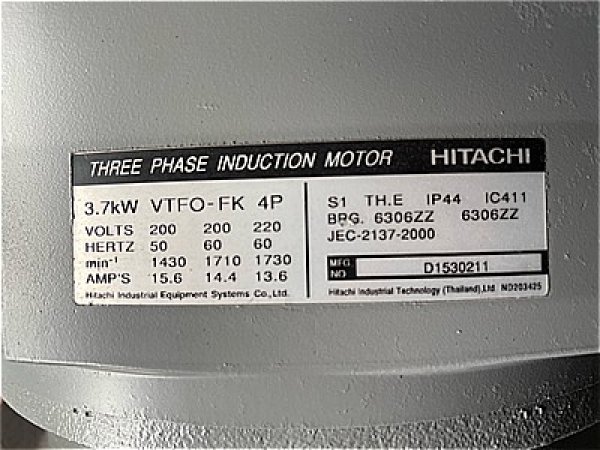 THREE PHASE INDUCTION MOTOR HITACHI
3.7kW VTFO-FK 4P
VOLTS 200 200 220
HERTZ 50 60 60
min⁻¹ 1430 1710 1730
AMP'S 15.6 14.4 13.6
Hitachi Industrial Equipment Systems Co.,Ltd.
S1 TH.E IP44 IC411
BRG. 6306ZZ 6306ZZ
JEC-2137-2000
MFG NO D1530211
Hitachi Industrial Technology (Thailand),Ltd ND203425